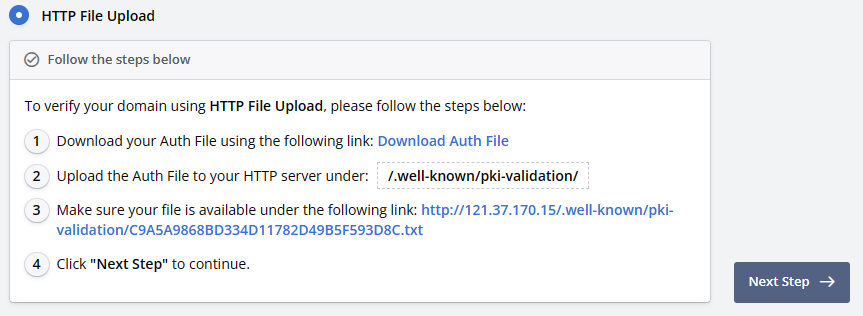 HTTP File Upload
Follow the steps below
To verify your domain using HTTP File Upload, please follow the steps below:
1 Download your Auth File using the following link: Download Auth File
2 Upload the Auth File to your HTTP server under: /.well-known/pki-validation/
3 Make sure your file is available under the following link: http://121.37.170.15/.well-known/pki-
validation/C9A5A9868BD334D11782D49B5F593D8C.txt
4 Click "Next Step" to continue.
Next Step →